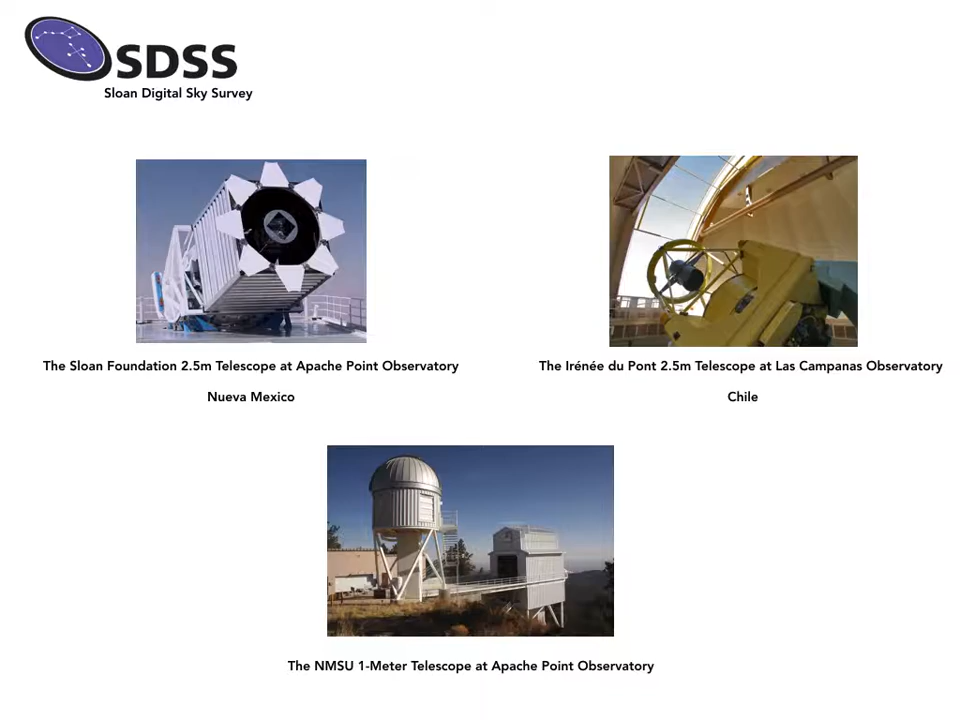 SDSS
Sloan Digital Sky Survey
The Sloan Foundation 2.5m Telescope at Apache Point Observatory
Nueva Mexico
The Irénée du Pont 2.5m Telescope at Las Campanas Observatory
Chile
The NMSU 1-Meter Telescope at Apache Point Observatory